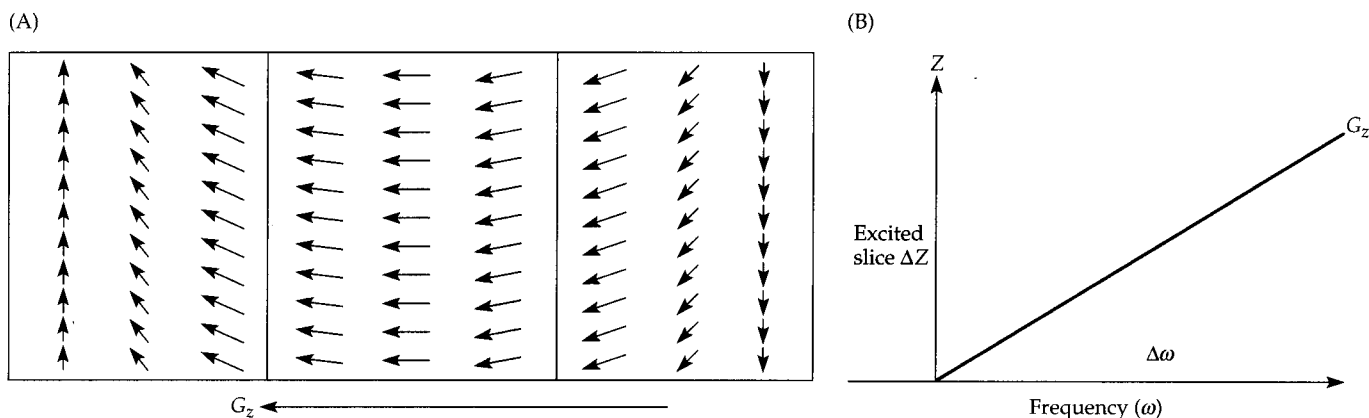 (A)
G_z
(B)
Z
G_z
Excited
slice ΔZ
Δω
Frequency (ω)